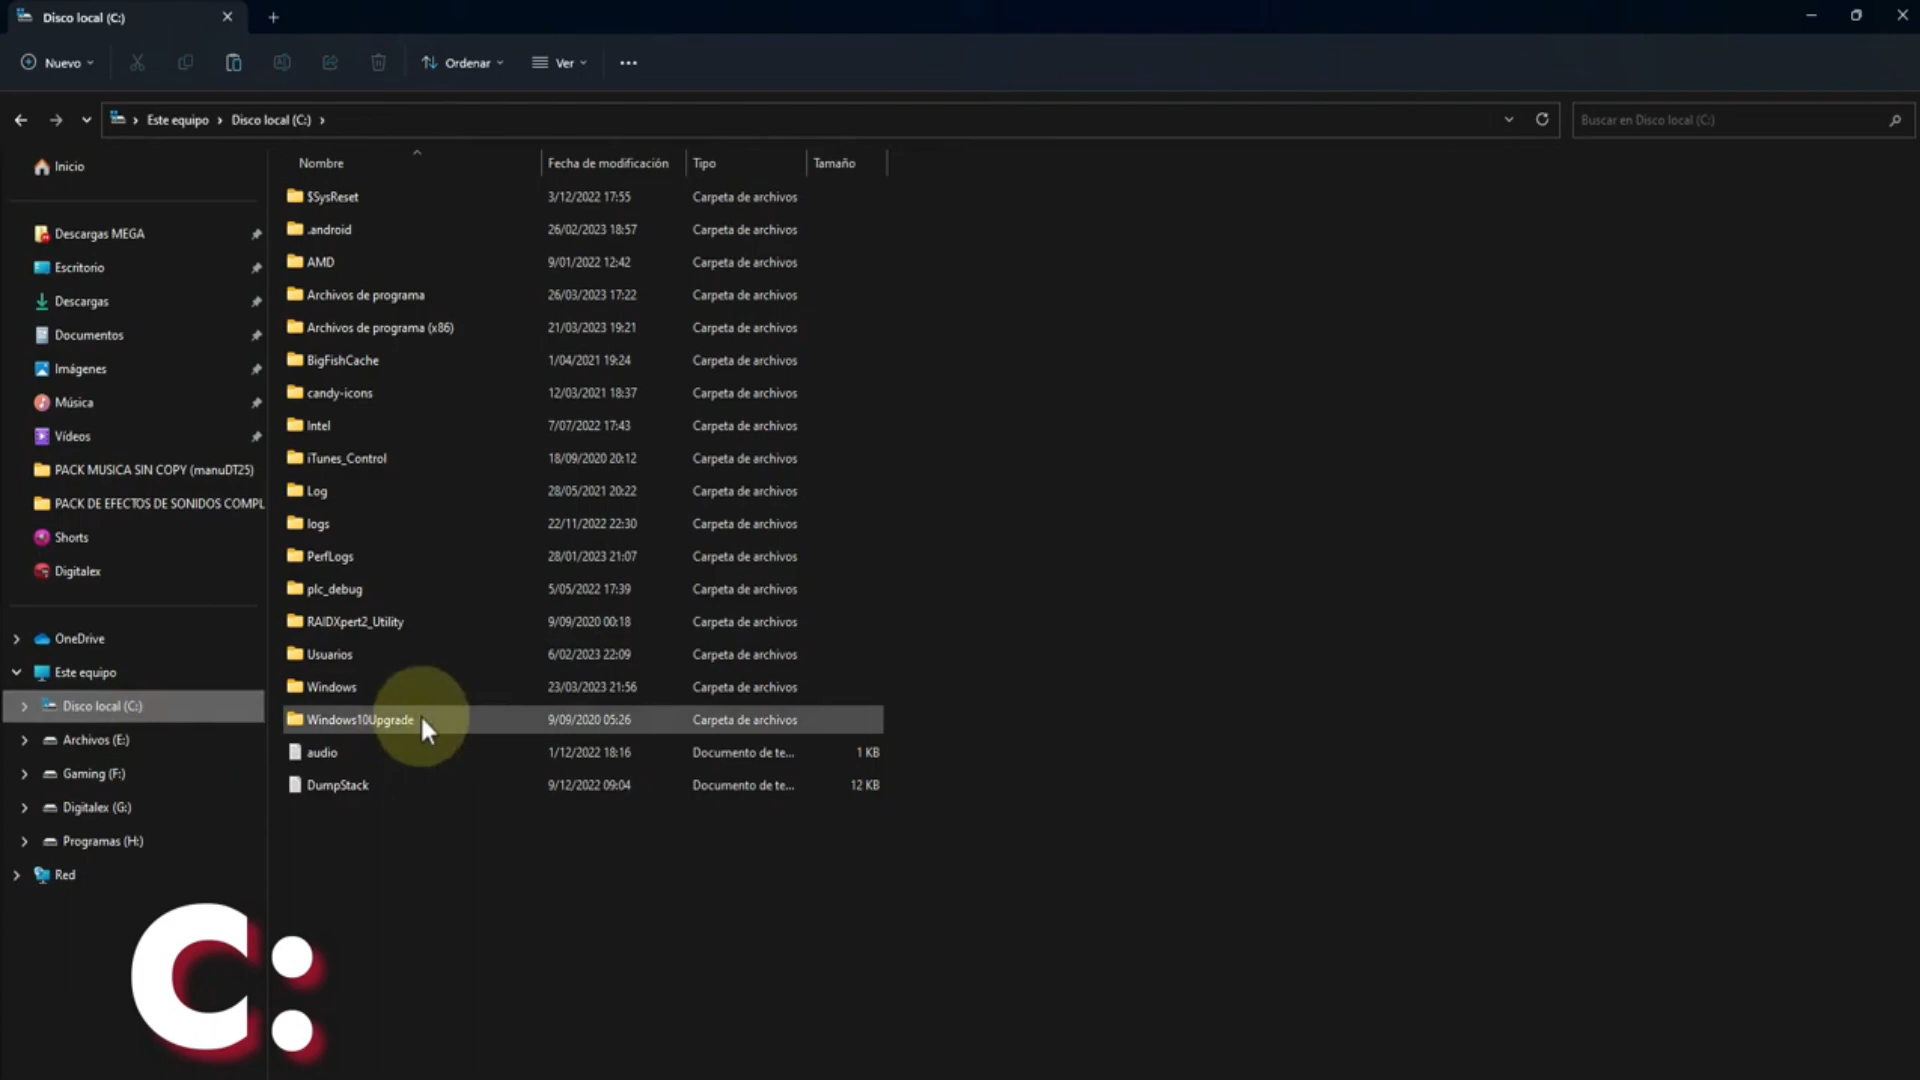 Disco local (C:)
Nuevo
Ordenar
Ver
Este equipo
Disco local (C:)
Buscar en Disco local (C:)
Inicio
Descargas MEGA
Escritorio
Descargas
Documentos
Imágenes
Música
Vídeos
PACK MUSICA SIN COPY (manuDT25)
PACK DE EFECTOS DE SONIDOS COMPL
Shorts
Digitalex
OneDrive
Este equipo
Disco local (C:)
Archivos (E:)
Gaming (F:)
Digitalex (G:)
Programas (H:)
Red
Nombre Fecha de modificación Tipo Tamaño
$SysReset 3/12/2022 17:55 Carpeta de archivos
.android 26/02/2023 18:57 Carpeta de archivos
AMD 9/01/2022 12:42 Carpeta de archivos
Archivos de programa 26/03/2023 17:22 Carpeta de archivos
Archivos de programa (x86) 21/03/2023 19:21 Carpeta de archivos
BigFishCache 1/04/2021 19:24 Carpeta de archivos
candy-icons 12/03/2021 18:37 Carpeta de archivos
Intel 7/07/2022 17:43 Carpeta de archivos
iTunes_Control 18/09/2020 20:12 Carpeta de archivos
Log 28/05/2021 20:22 Carpeta de archivos
logs 22/11/2022 22:30 Carpeta de archivos
PerfLogs 28/01/2023 21:07 Carpeta de archivos
plc_debug 5/05/2022 17:39 Carpeta de archivos
RAIDXpert2_Utility 9/09/2020 00:18 Carpeta de archivos
Usuarios 6/02/2023 22:09 Carpeta de archivos
Windows 23/03/2023 21:56 Carpeta de archivos
Windows10Upgrade 9/09/2020 05:26 Carpeta de archivos
audio 1/12/2022 18:16 Documento de te... 1 KB
DumpStack 9/12/2022 09:04 Documento de te... 12 KB
C: